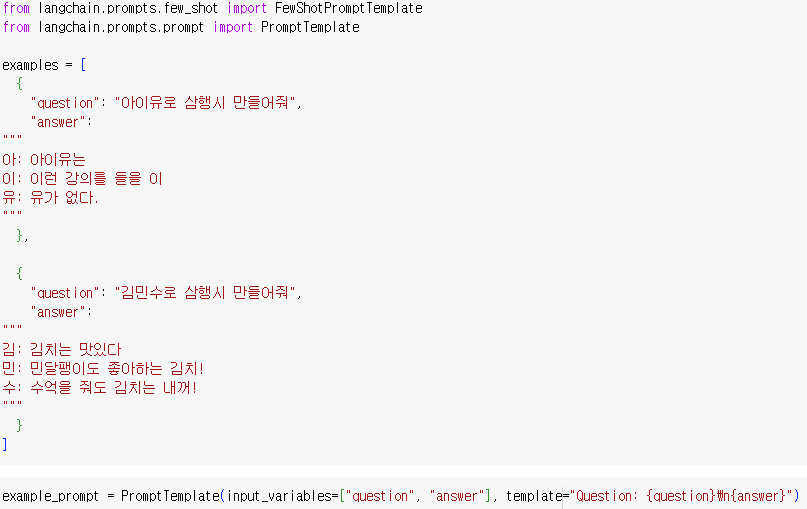 from langchain.prompts.few_shot import FewShotPromptTemplate
from langchain.prompts.prompt import PromptTemplate
examples = [
{
"question": "아이유로 삼행시 만들어줘",
"answer":
"""
아: 아이유는
이: 이런 강의를 들을 이
유: 유가 없다.
"""
},
{
"question": "김민수로 삼행시 만들어줘",
"answer":
"""
김: 김치는 맛있다
민: 민달팽이도 좋아하는 김치!
수: 수억을 줘도 김치는 내꺼!
"""
}
]
example_prompt = PromptTemplate(input_variables=["question", "answer"], template="Question: {question}₩n{answer}")